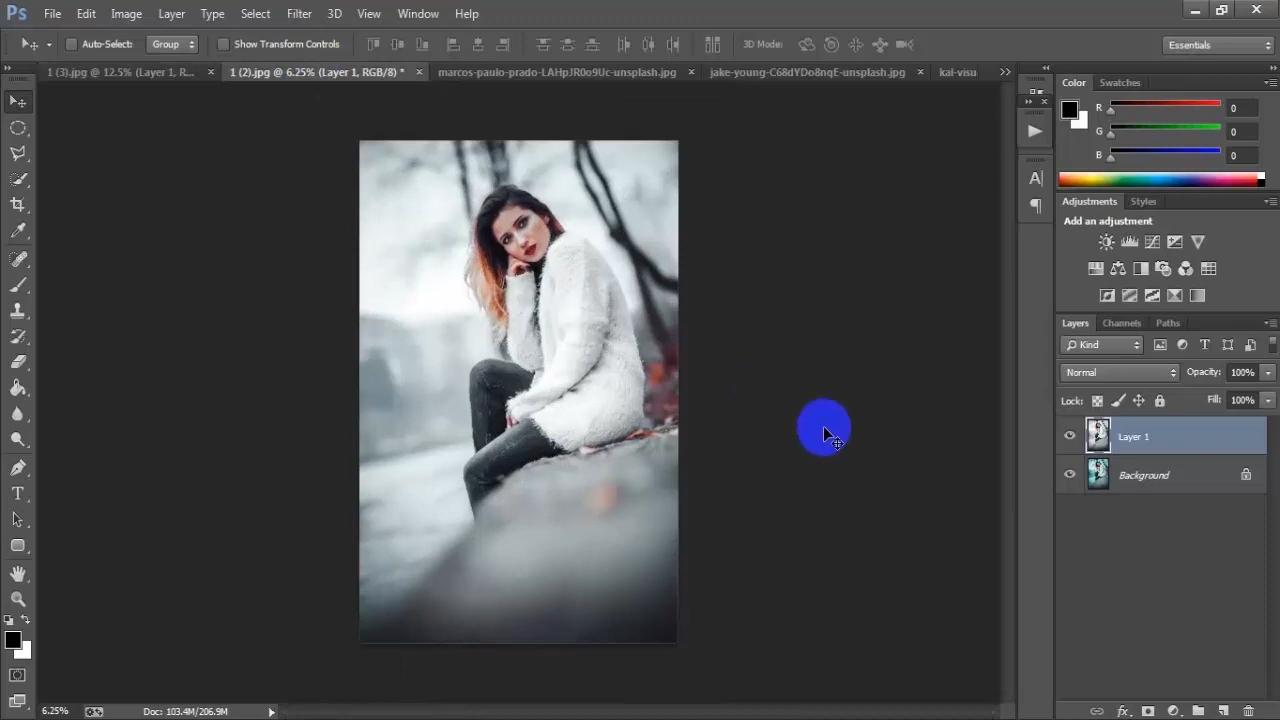 Ps File Edit Image Layer Type Select Filter 3D View Window Help
Auto-Select: Group Show Transform Controls 3D Mode: Essentials
1 (3).jpg @ 12.5% (Layer 1, R... × 1 (2).jpg @ 6.25% (Layer 1, RGB/8) * × marcos-paulo-prado-LAHpJR0o9Uc-unsplash.jpg × jake-young-C68dYDo8nqE-unsplash.jpg × kai-visu
Color Swatches
R 0
G 0
B 0
Adjustments Styles
Add an adjustment
Layers Channels Paths
Kind
Normal Opacity: 100%
Lock: Fill: 100%
Layer 1
Background
6.25% Doc: 103.4M/206.9M